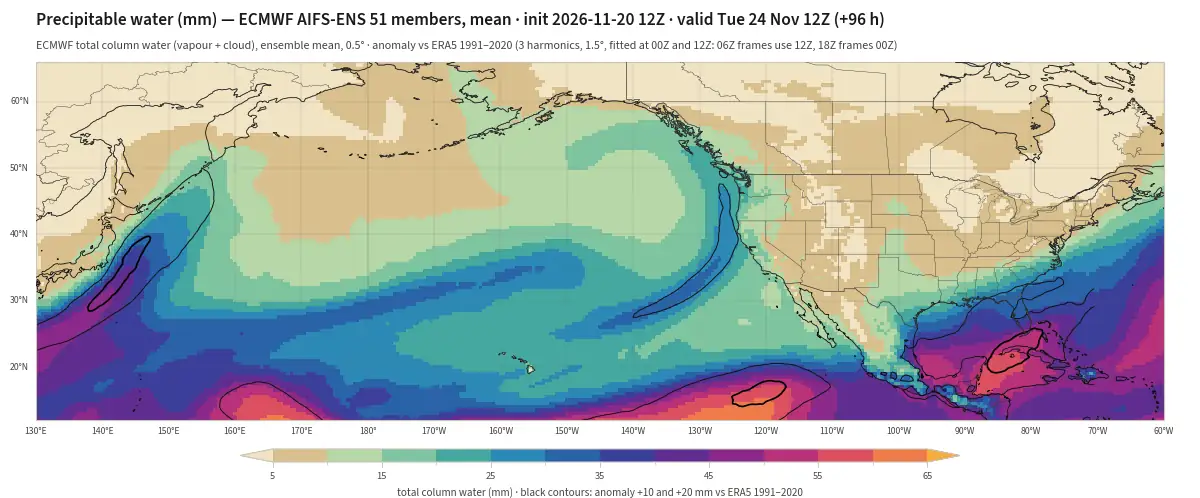 Precipitable water (mm) — ECMWF AIFS-ENS 51 members, mean · init 2026-11-20 12Z · valid Tue 24 Nov 12Z (+96 h)
ECMWF total column water (vapour + cloud), ensemble mean, 0.5° · anomaly vs ERA5 1991–2020 (3 harmonics, 1.5°, fitted at 00Z and 12Z: 06Z frames use 12Z, 18Z frames 00Z)
60°N
50°N
40°N
30°N
20°N
130°E 140°E 150°E 160°E 170°E 180° 170°W 160°W 150°W 140°W 130°W 120°W 110°W 100°W 90°W 80°W 70°W 60°W
5 15 25 35 45 55 65
total column water (mm) · black contours: anomaly +10 and +20 mm vs ERA5 1991–2020